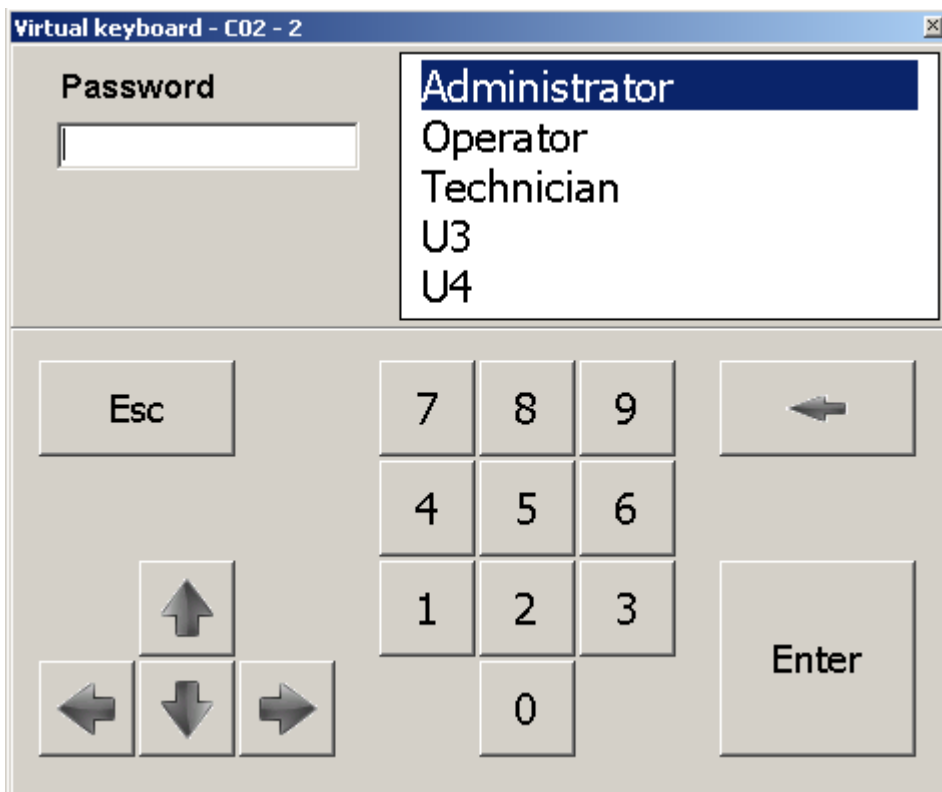 Virtual keyboard - C02 - 2
Password
Administrator
Operator
Technician
U3
U4
Esc
7 8 9
4 5 6
1 2 3
Enter
0